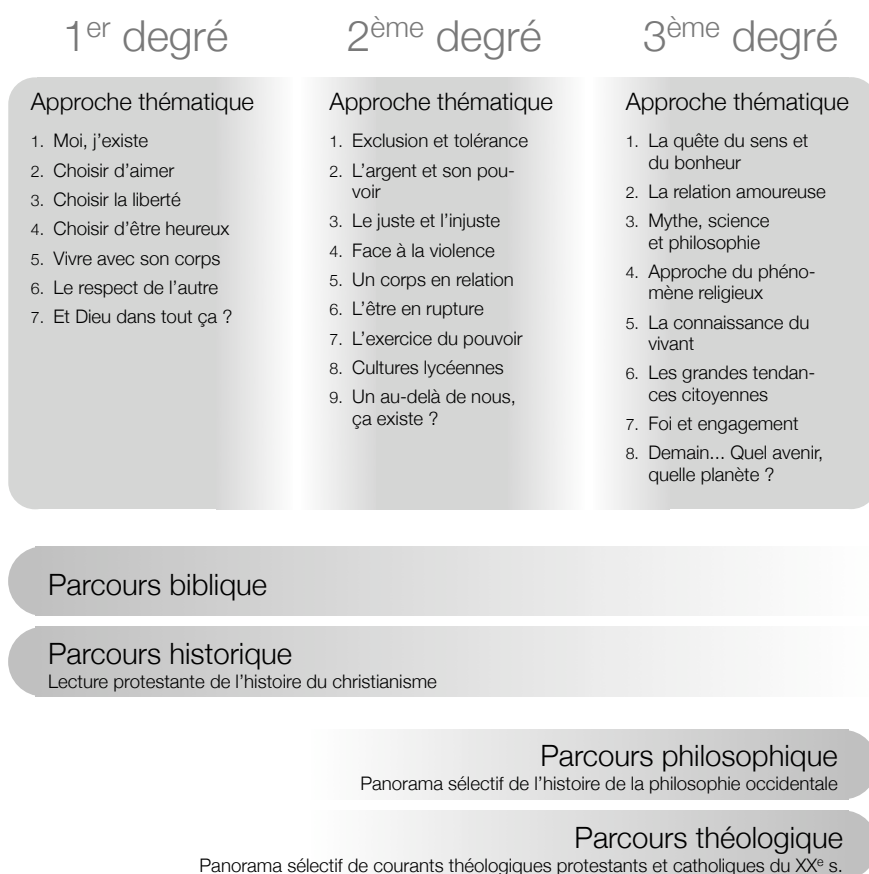 1er degré
2ème degré
3ème degré
Approche thématique
1. Moi, j’existe
2. Choisir d’aimer
3. Choisir la liberté
4. Choisir d’être heureux
5. Vivre avec son corps
6. Le respect de l’autre
7. Et Dieu dans tout ça ?
Approche thématique
1. Exclusion et tolérance
2. L’argent et son pou-
voir
3. Le juste et l’injuste
4. Face à la violence
5. Un corps en relation
6. L’être en rupture
7. L’exercice du pouvoir
8. Cultures lycéennes
9. Un au-delà de nous,
ça existe ?
Approche thématique
1. La quête du sens et
du bonheur
2. La relation amoureuse
3. Mythe, science
et philosophie
4. Approche du phéno-
mène religieux
5. La connaissance du
vivant
6. Les grandes tendan-
ces citoyennes
7. Foi et engagement
8. Demain... Quel avenir,
quelle planète ?
Parcours biblique
Parcours historique
Lecture protestante de l’histoire du christianisme
Parcours philosophique
Panorama sélectif de l’histoire de la philosophie occidentale
Parcours théologique
Panorama sélectif de courants théologiques protestants et catholiques du XXe s.